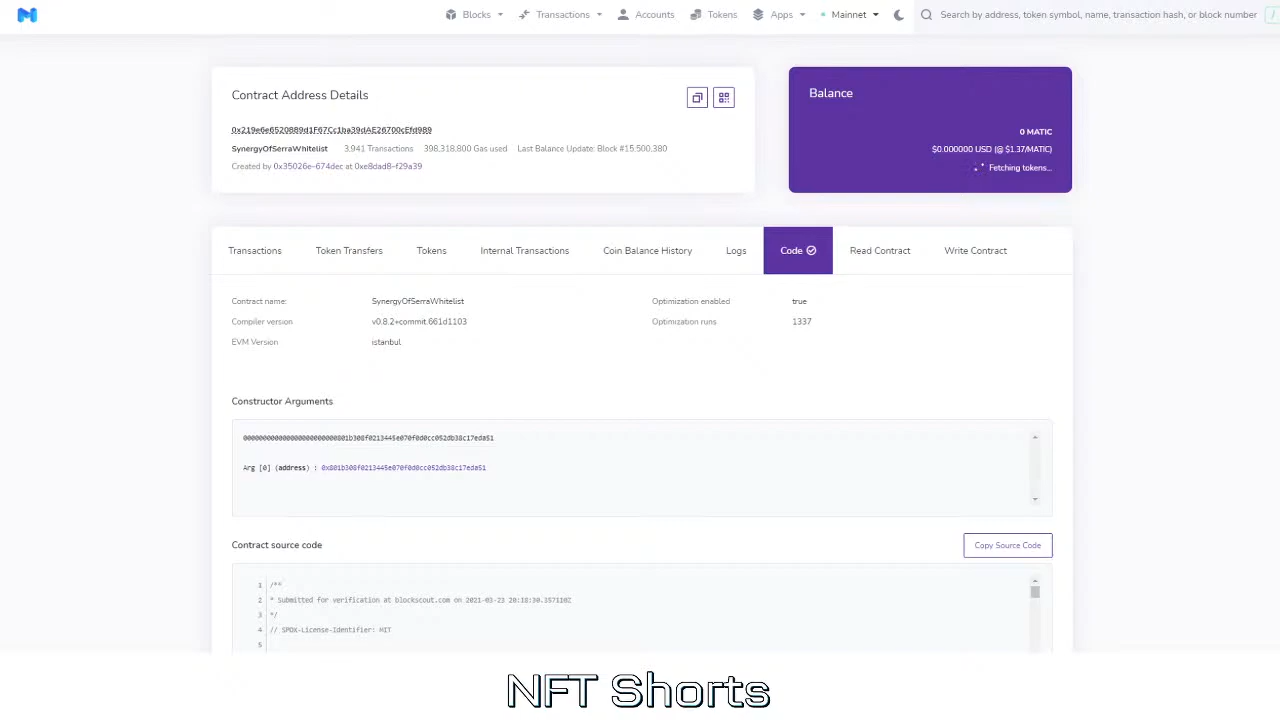 Blocks Transactions Accounts Tokens Apps Mainnet Search by address, token symbol, name, transaction hash, or block number /
Contract Address Details
Balance
0x219e6e6520889d1F67Cc1ba39dAE26700cEfd989
0 MATIC
SynergyOfSerraWhitelist 3,941 Transactions 398,318,800 Gas used Last Balance Update: Block #15,500,380
$0.000000 USD (@ $1.37/MATIC)
Created by 0x35026e-674dec at 0xe8dad8-f29a39
Fetching tokens...
Transactions Token Transfers Tokens Internal Transactions Coin Balance History Logs Code Read Contract Write Contract
Contract name: SynergyOfSerraWhitelist Optimization enabled true
Compiler version v0.8.2+commit.661d1103 Optimization runs 1337
EVM Version istanbul
Constructor Arguments
Arg [0] (address) : 0x801b308f0213445e070f0d0cc052db38c17eda51
Contract source code
Copy Source Code
1 /**
2 * Submitted for verification at blockscout.com on 2021-03-23 20:18:30.357110Z
3 */
4 // SPDX-License-Identifier: MIT
5
NFT Shorts